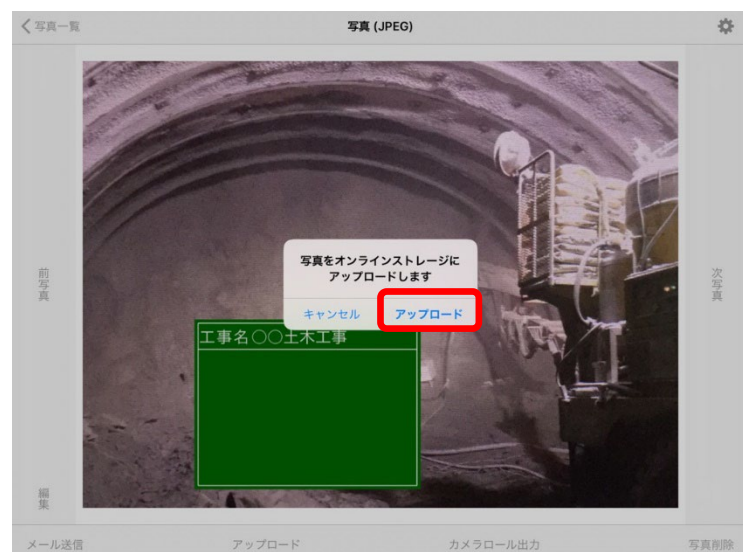 写真一覧
写真 (JPEG)
前写真
次写真
写真をオンラインストレージに
アップロードします
キャンセル
アップロード
工事名○○土木工事
編集
メール送信
アップロード
カメラロール出力
写真削除